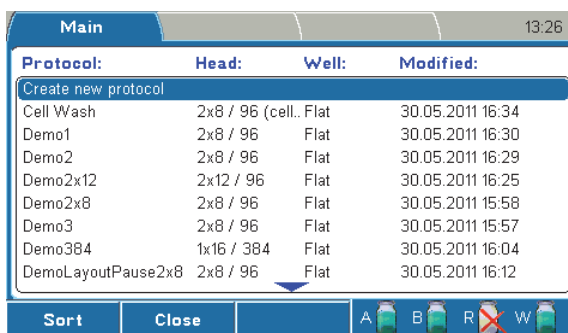 Main 13:26
Protocol: Head: Well: Modified:
Create new protocol
Cell Wash 2x8 / 96 (cell.. Flat 30.05.2011 16:34
Demo1 2x8 / 96 Flat 30.05.2011 16:30
Demo2 2x8 / 96 Flat 30.05.2011 16:29
Demo2x12 2x12 / 96 Flat 30.05.2011 16:25
Demo2x8 2x8 / 96 Flat 30.05.2011 15:58
Demo3 2x8 / 96 Flat 30.05.2011 15:57
Demo384 1x16 / 384 Flat 30.05.2011 16:04
DemoLayoutPause2x8 2x8 / 96 Flat 30.05.2011 16:12
Sort Close A B R W